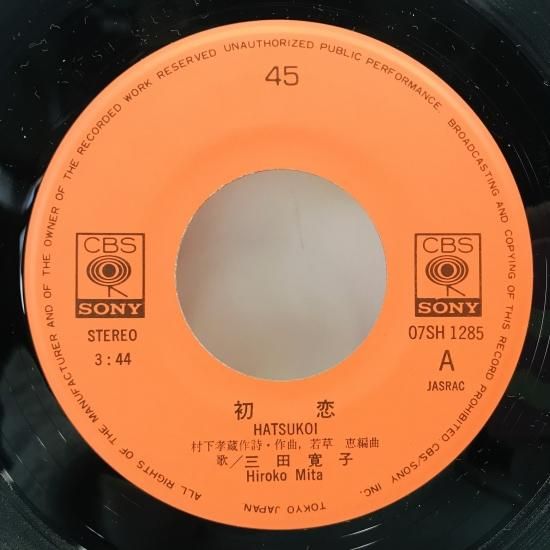 ALL RIGHTS OF THE MANUFACTURER AND OF THE OWNER OF THE RECORDED WORK RESERVED UNAUTHORIZED PUBLIC PERFORMANCE, BROADCASTING AND COPYING OF THIS RECORD PROHIBITED CBS/SONY INC. TOKYO JAPAN
45
CBS
SONY
STEREO
3:44
CBS
SONY
07SH 1285
A
JASRAC
初 恋
HATSUKOI
村下孝蔵作詩・作曲,若草 恵編曲
歌/三田寛子
Hiroko Mita